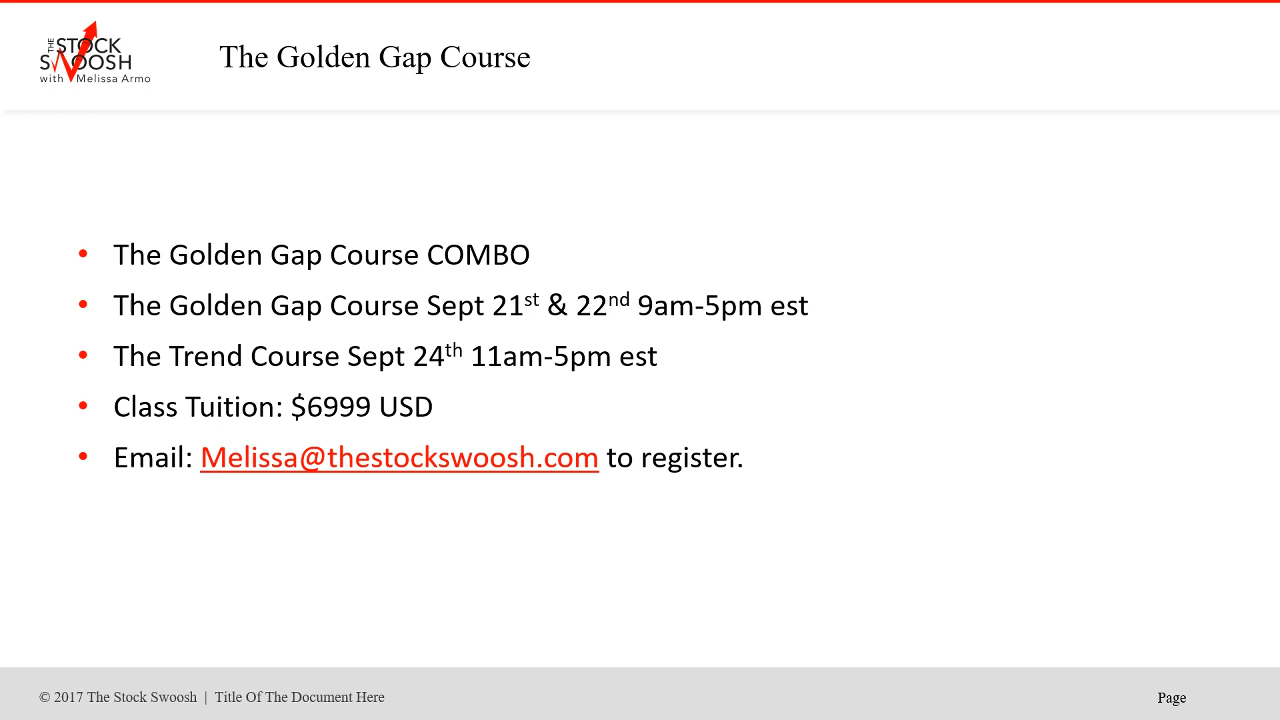 THE STOCK
SWOOSH
with Melissa Armo
The Golden Gap Course
• The Golden Gap Course COMBO
• The Golden Gap Course Sept 21st & 22nd 9am-5pm est
• The Trend Course Sept 24th 11am-5pm est
• Class Tuition: $6999 USD
• Email: Melissa@thestockswoosh.com to register.
© 2017 The Stock Swoosh | Title Of The Document Here
Page